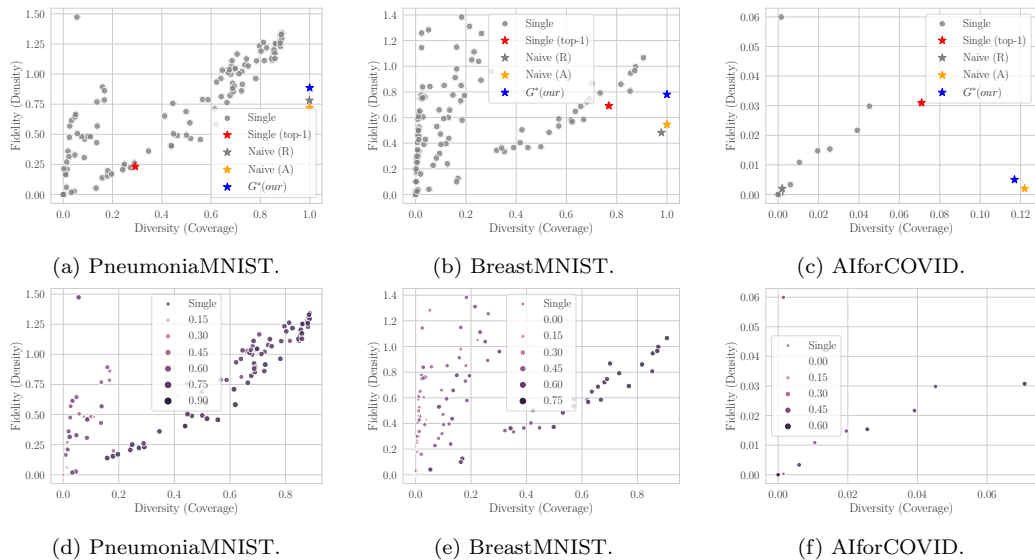 1.50
1.25
1.00
0.75
0.50
0.25
0.00
Fidelity (Density)
Single
Single (top-1)
Naive (R)
Naive (A)
G*(our)
0.0 0.2 0.4 0.6 0.8 1.0
Diversity (Coverage)
(a) PneumoniaMNIST.
1.4
1.2
1.0
0.8
0.6
0.4
0.2
0.0
Fidelity (Density)
Single
Single (top-1)
Naive (R)
Naive (A)
G*(our)
0.0 0.2 0.4 0.6 0.8 1.0
Diversity (Coverage)
(b) BreastMNIST.
0.06
0.05
0.04
0.03
0.02
0.01
0.00
Fidelity (Density)
Single
Single (top-1)
Naive (R)
Naive (A)
G*(our)
0.00 0.02 0.04 0.06 0.08 0.10 0.12
Diversity (Coverage)
(c) AIforCOVID.
1.50
1.25
1.00
0.75
0.50
0.25
0.00
Fidelity (Density)
Single
0.15
0.30
0.45
0.60
0.75
0.90
0.0 0.2 0.4 0.6 0.8
Diversity (Coverage)
(d) PneumoniaMNIST.
1.4
1.2
1.0
0.8
0.6
0.4
0.2
0.0
Fidelity (Density)
Single
0.00
0.15
0.30
0.45
0.60
0.75
0.0 0.2 0.4 0.6 0.8
Diversity (Coverage)
(e) BreastMNIST.
0.06
0.05
0.04
0.03
0.02
0.01
0.00
Fidelity (Density)
Single
0.00
0.15
0.30
0.45
0.60
0.00 0.02 0.04 0.06
Diversity (Coverage)
(f) AIforCOVID.